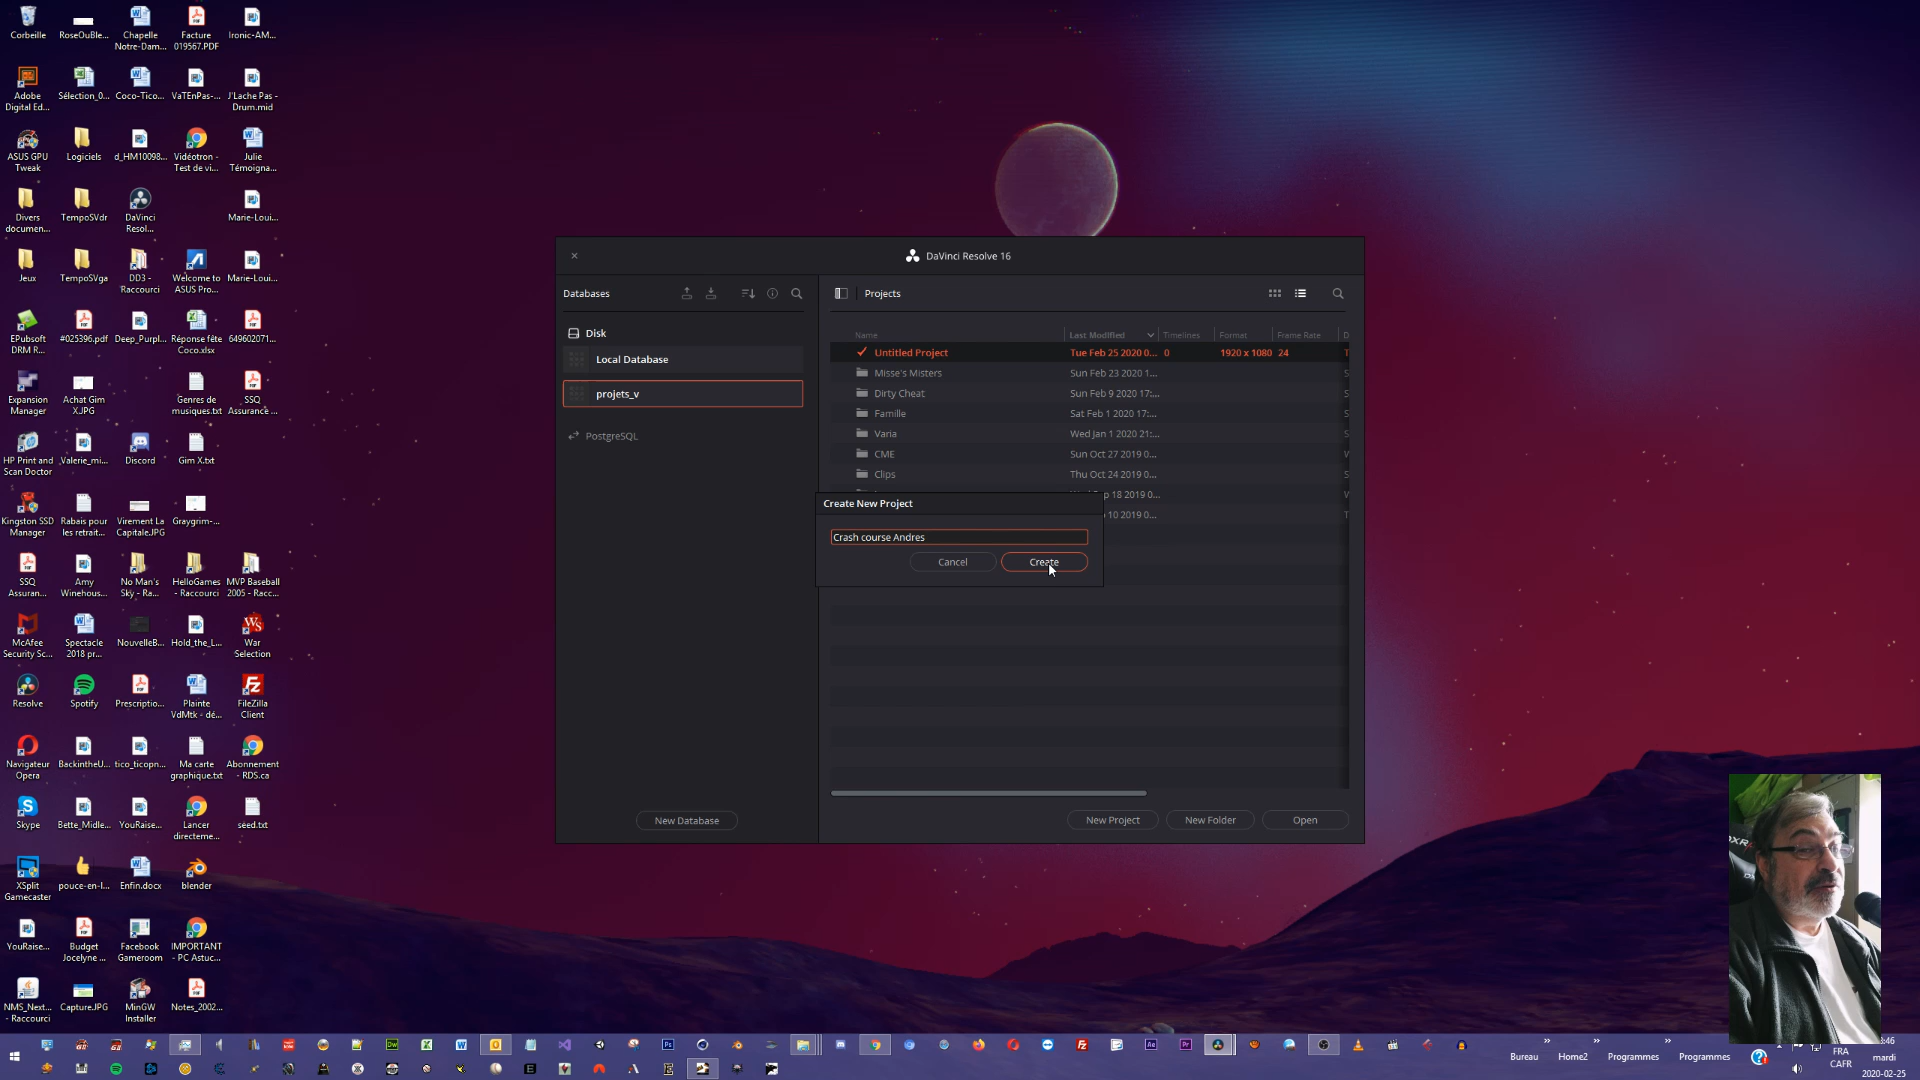 Corbeille
RoseOuBle...
Chapelle
Notre-Dam...
Facture
019567.PDF
Ironic-AM...
Adobe
Digital Ed...
Sélection_0...
Coco-Tico...
VaTEnPas-...
J'Lache Pas -
Drum.mid
ASUS GPU
Tweak
Logiciels
d_HM10098...
Vidéotron -
Test de vi...
Julie
Témoigna...
Divers
documen...
TempoSVdr
DaVinci
Resol...
Marie-Loui...
Jeux
TempoSVga
DD3 -
Raccourci
Welcome to
ASUS Pro...
Marie-Loui...
EPubsoft
DRM R...
#025396.pdf
Deep_Purpl...
Réponse fête
Coco.xlsx
649602071...
Expansion
Manager
Achat Gim
X.JPG
Genres de
musiques.txt
SSQ
Assurance ...
HP Print and
Scan Doctor
Valerie_mi...
Discord
Gim X.txt
Kingston SSD
Manager
Rabais pour
les retrait...
Virement La
Capitale.JPG
Graygrim-...
SSQ
Assuran...
Amy
Winehous...
No Man's
Sky - Ra...
HelloGames
- Raccourci
MVP Baseball
2005 - Racc...
McAfee
Security Sc...
Spectacle
2018 pr...
NouvelleB...
Hold_the_L...
War
Selection
Resolve
Spotify
Prescriptio...
Plainte
VdMtk - dé...
FileZilla
Client
Navigateur
Opera
BackintheU...
tico_ticopn...
Ma carte
graphique.txt
Abonnement
- RDS.ca
Skype
Bette_Midle...
YouRaise...
Lancer
directeme...
seed.txt
XSplit
Gamecaster
pouce-en-l...
Enfin.docx
blender
YouRaise...
Budget
Jocelyne ...
Facebook
Gameroom
IMPORTANT
- PC Astuc...
NMS_Next...
- Raccourci
Capture.JPG
MinGW
Installer
Notes_2002...
DaVinci Resolve 16
Databases
Disk
Local Database
projets_v
PostgreSQL
New Database
Projects
Name Last Modified Timelines Format Frame Rate D
Untitled Project Tue Feb 25 2020 0... 0 1920 x 1080 24 T
Misse's Misters Sun Feb 23 2020 1... S
Dirty Cheat Sun Feb 9 2020 17:... S
Famille Sat Feb 1 2020 17:... S
Varia Wed Jan 1 2020 21:... S
CME Sun Oct 27 2019 0... W
Clips Thu Oct 24 2019 0... S
p 18 2019 0... W
10 2019 0... T
Create New Project
Crash course Andres
Cancel Create
New Project New Folder Open
Bureau
Home2
Programmes
Programmes
FRA
CAFR
:46
mardi
2020-02-25